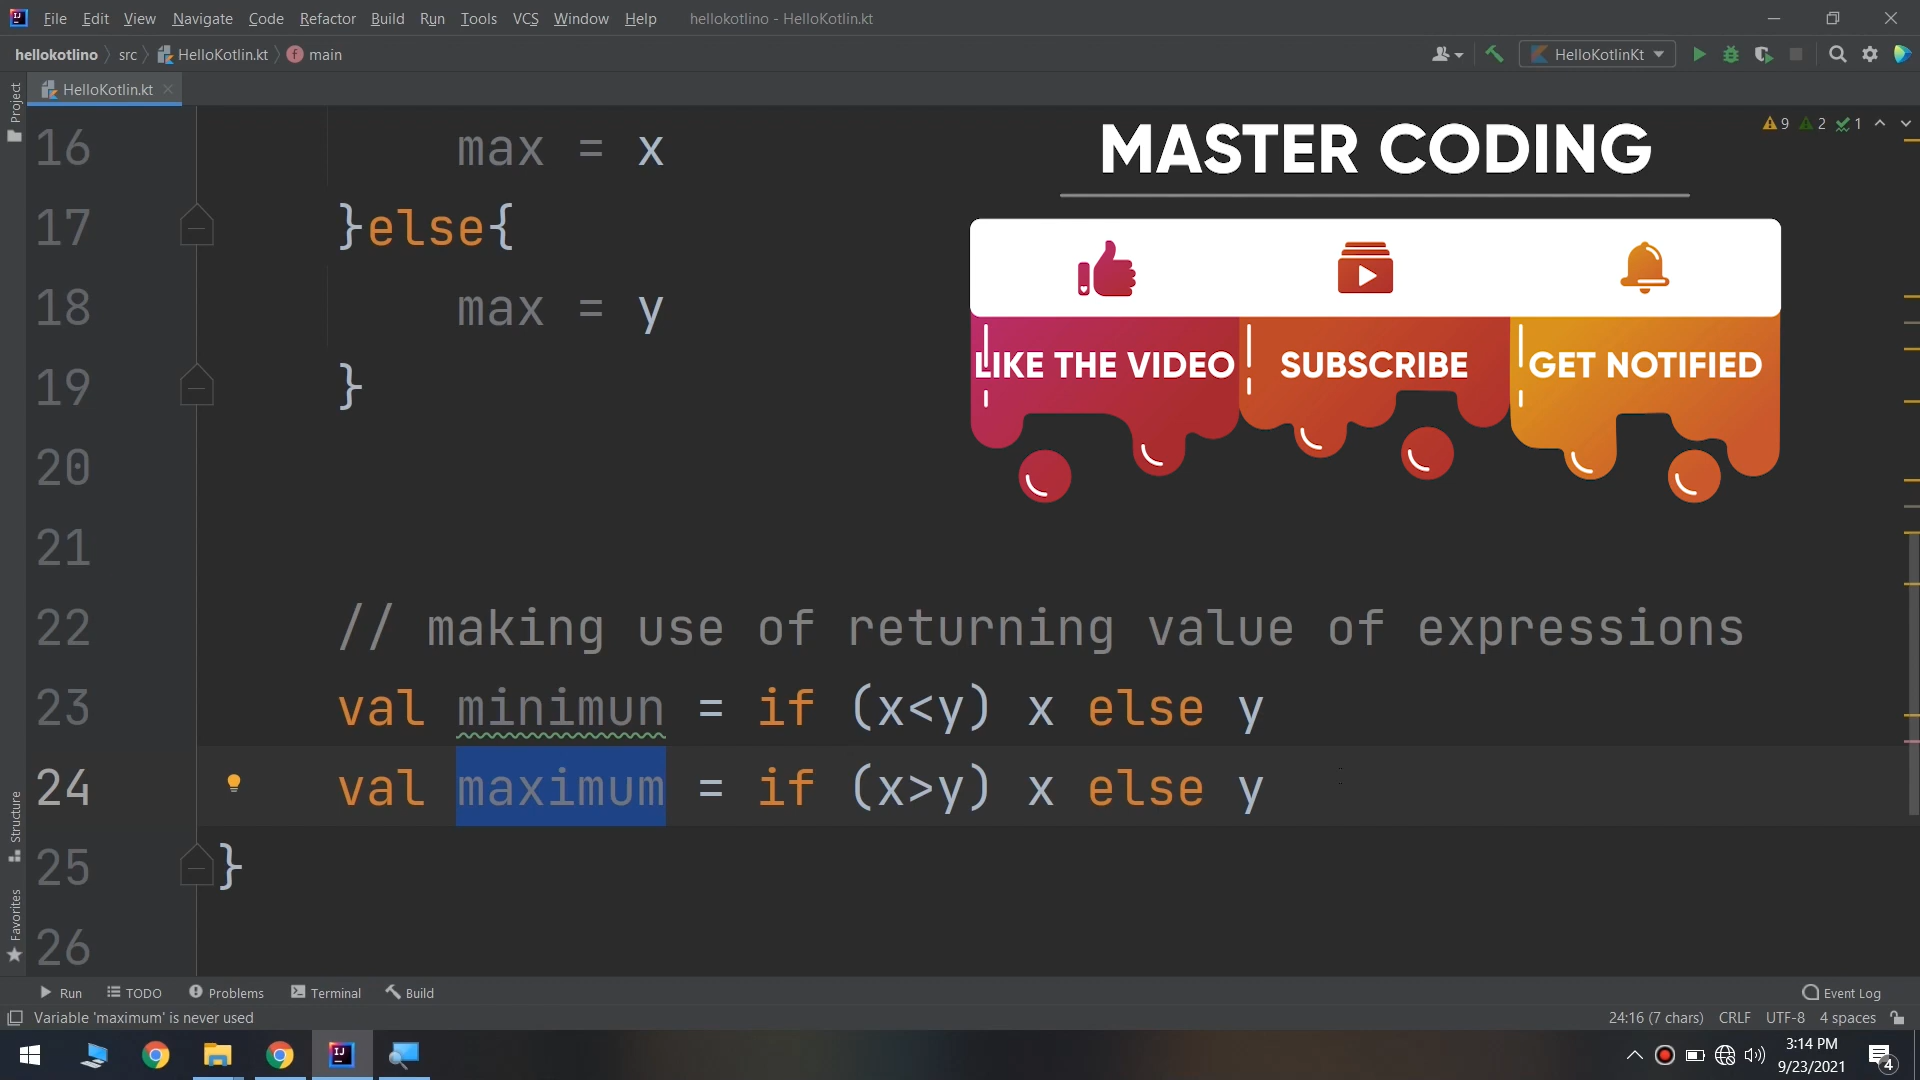 File Edit View Navigate Code Refactor Build Run Tools VCS Window Help hellokotlino - HelloKotlin.kt
hellokotlino src HelloKotlin.kt main HelloKotlinKt
Project
HelloKotlin.kt
9 2 1
MASTER CODING
LIKE THE VIDEO
SUBSCRIBE
GET NOTIFIED
16 max = x
17 }else{
18 max = y
19 }
20
21
22 // making use of returning value of expressions
23 val minimun = if (x<y) x else y
24 val maximum = if (x>y) x else y
25 }
26
Structure
Favorites
Run TODO Problems Terminal Build Event Log
Variable 'maximum' is never used 24:16 (7 chars) CRLF UTF-8 4 spaces
3:14 PM
9/23/2021
4